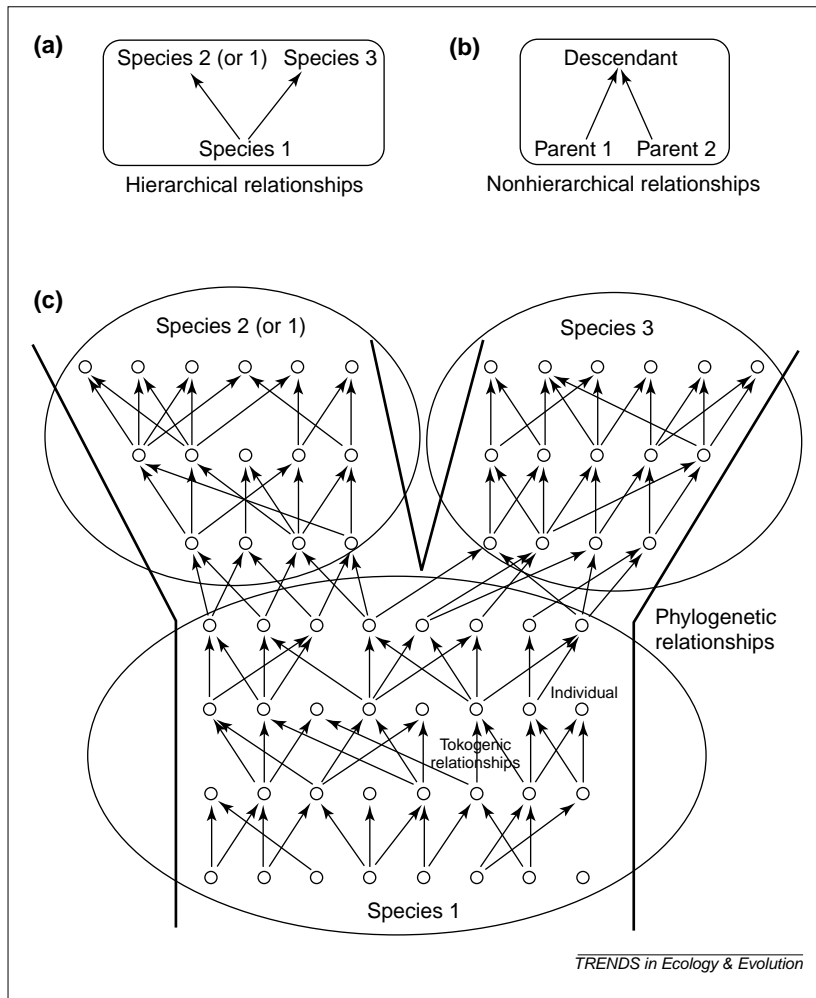 (a)
Species 2 (or 1) Species 3
Species 1
Hierarchical relationships
(b)
Descendant
Parent 1 Parent 2
Nonhierarchical relationships
(c)
Species 2 (or 1)
Species 3
Phylogenetic
relationships
Individual
Tokogenic
relationships
Species 1
TRENDS in Ecology & Evolution